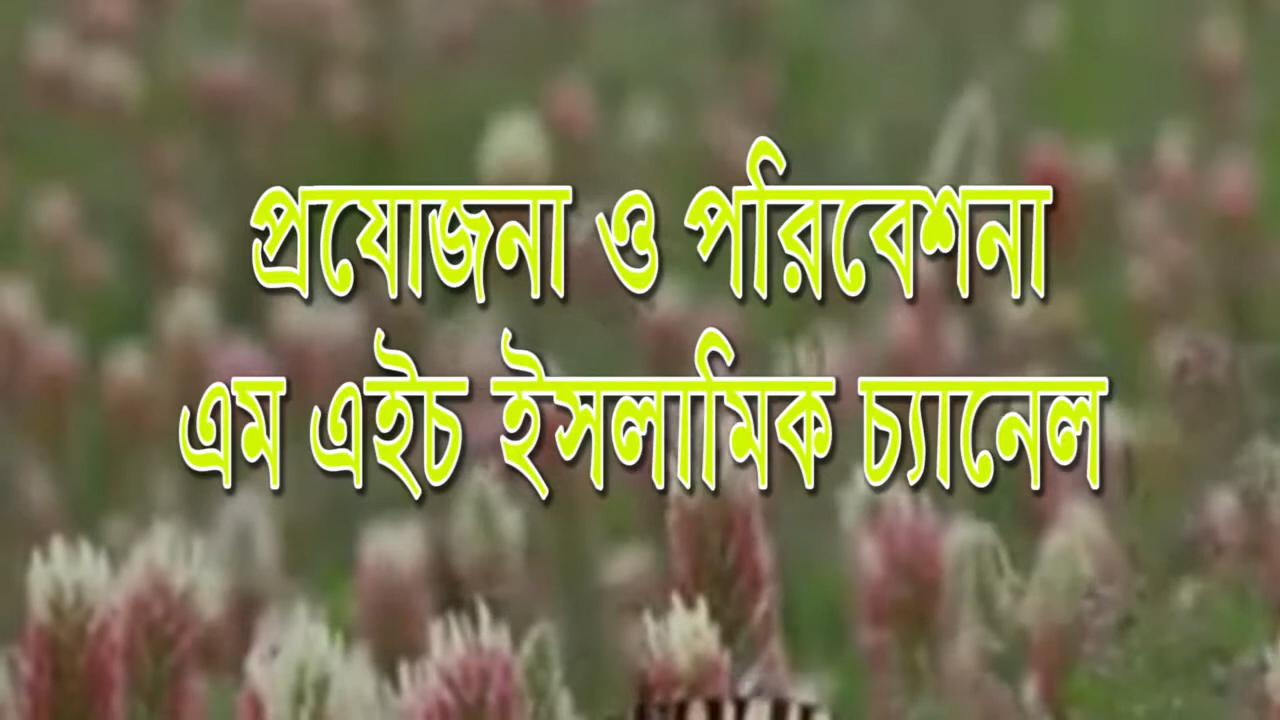 প্রযোজনা ও পরিবেশনা
এম এইচ ইসলামিক চ্যানেল